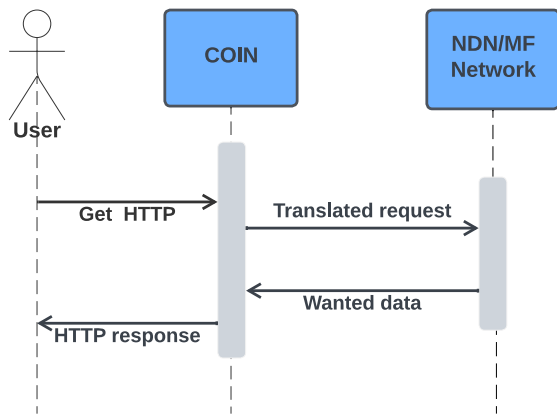 COIN
NDN/MF
Network
User
Get HTTP
Translated request
Wanted data
HTTP response